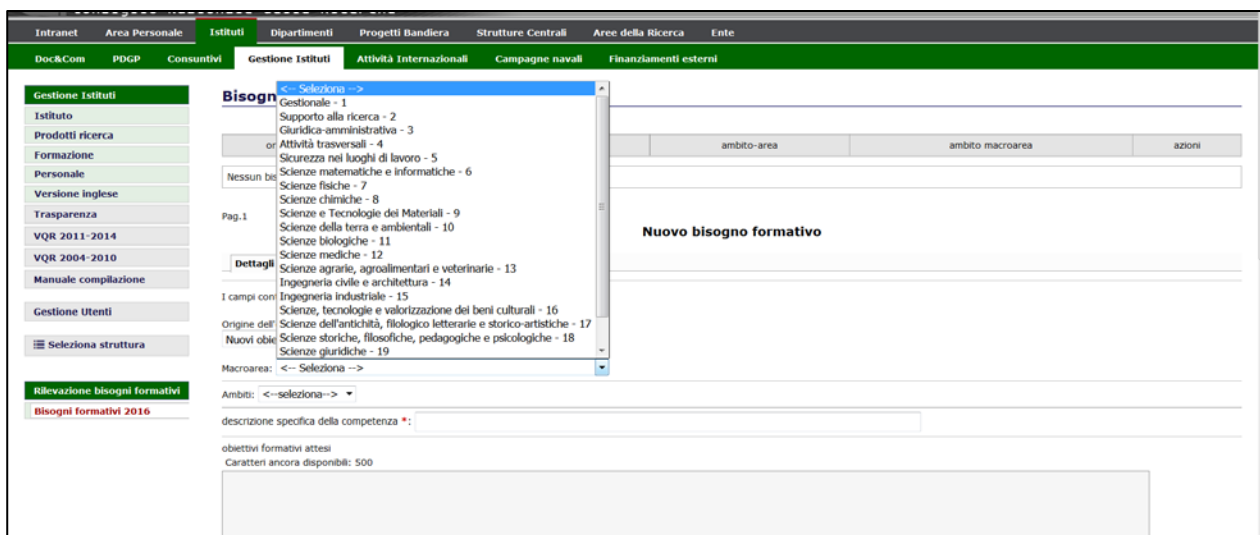 Intranet Area Personale Istituti Dipartimenti Progetti Bandiera Strutture Centrali Aree della Ricerca Ente
Doc&Com PDGP Consuntivi Gestione Istituti Attività Internazionali Campagne navali Finanziamenti esterni
Gestione Istituti
Istituto
Prodotti ricerca
Formazione
Personale
Versione inglese
Trasparenza
VQR 2011-2014
VQR 2004-2010
Manuale compilazione
Gestione Utenti
Seleziona struttura
Rilevazione bisogni formativi
Bisogni formativi 2016
Bisogn
or ambito-area ambito macroarea azioni
Nessun bis
Pag.1
Nuovo bisogno formativo
Dettagli
I campi con
Origine dell'
Nuovi obie
<-- Seleziona -->
Gestionale - 1
Supporto alla ricerca - 2
Giuridica-amministrativa - 3
Attività trasversali - 4
Sicurezza nei luoghi di lavoro - 5
Scienze matematiche e informatiche - 6
Scienze fisiche - 7
Scienze chimiche - 8
Scienze e Tecnologie dei Materiali - 9
Scienze della terra e ambientali - 10
Scienze biologiche - 11
Scienze mediche - 12
Scienze agrarie, agroalimentari e veterinarie - 13
Ingegneria civile e architettura - 14
Ingegneria industriale - 15
Scienze, tecnologie e valorizzazione dei beni culturali - 16
Scienze dell'antichità, filologico letterarie e storico-artistiche - 17
Scienze storiche, filosofiche, pedagogiche e psicologiche - 18
Scienze giuridiche - 19
Macroarea: <-- Seleziona -->
Ambiti: <--seleziona-->
descrizione specifica della competenza *:
obiettivi formativi attesi
Caratteri ancora disponibili: 500